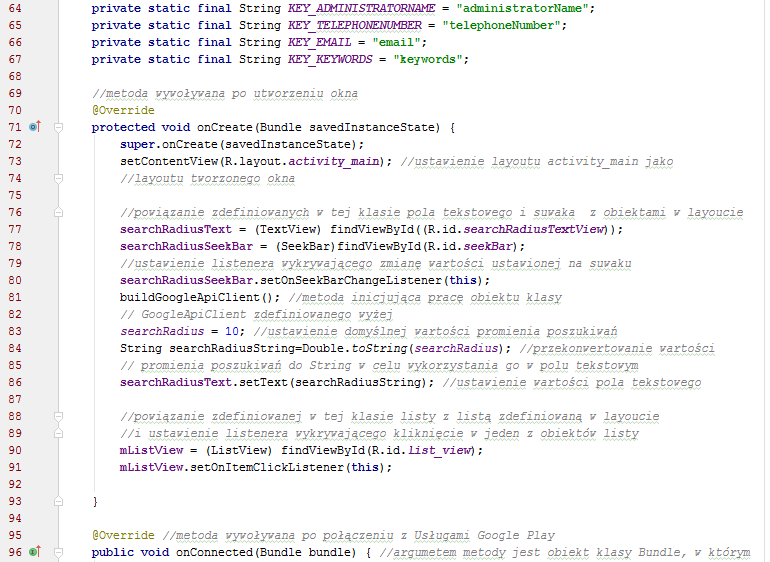 64 private static final String KEY_ADMINISTRATORNAME = "administratorName";
65 private static final String KEY_TELEPHONENUMBER = "telephoneNumber";
66 private static final String KEY_EMAIL = "email";
67 private static final String KEY_KEYWORDS = "keywords";
68
69 //metoda wywoływana po utworzeniu okna
70 @Override
71 protected void onCreate(Bundle savedInstanceState) {
72 super.onCreate(savedInstanceState);
73 setContentView(R.layout.activity_main); //ustawienie layoutu activity_main jako
74 //layoutu tworzonego okna
75
76 //powiązanie zdefiniowanych w tej klasie pola tekstowego i suwaka  z obiektami w layoucie
77 searchRadiusText = (TextView) findViewById((R.id.searchRadiusTextView));
78 searchRadiusSeekBar = (SeekBar)findViewById(R.id.seekBar);
79 //ustawienie listenera wykrywającego zmianę wartości ustawionej na suwaku
80 searchRadiusSeekBar.setOnSeekBarChangeListener(this);
81 buildGoogleApiClient(); //metoda inicjująca pracę obiektu klasy
82 // GoogleApiClient zdefiniowanego wyżej
83 searchRadius = 10; //ustawienie domyślnej wartości promienia poszukiwań
84 String searchRadiusString=Double.toString(searchRadius); //przekonwertowanie wartości
85 // promienia poszukiwań do String w celu wykorzystania go w polu tekstowym
86 searchRadiusText.setText(searchRadiusString); //ustawienie wartości pola tekstowego
87
88 //powiązanie zdefiniowanej w tej klasie listy z listą zdefiniowaną w layoucie
89 //i ustawienie listenera wykrywającego kliknięcie w jeden z obiektów listy
90 mListView = (ListView) findViewById(R.id.list_view);
91 mListView.setOnItemClickListener(this);
92
93 }
94
95 @Override //metoda wywoływana po połączeniu z Usługami Google Play
96 public void onConnected(Bundle bundle) { //argumetem metody jest obiekt klasy Bundle, w którym